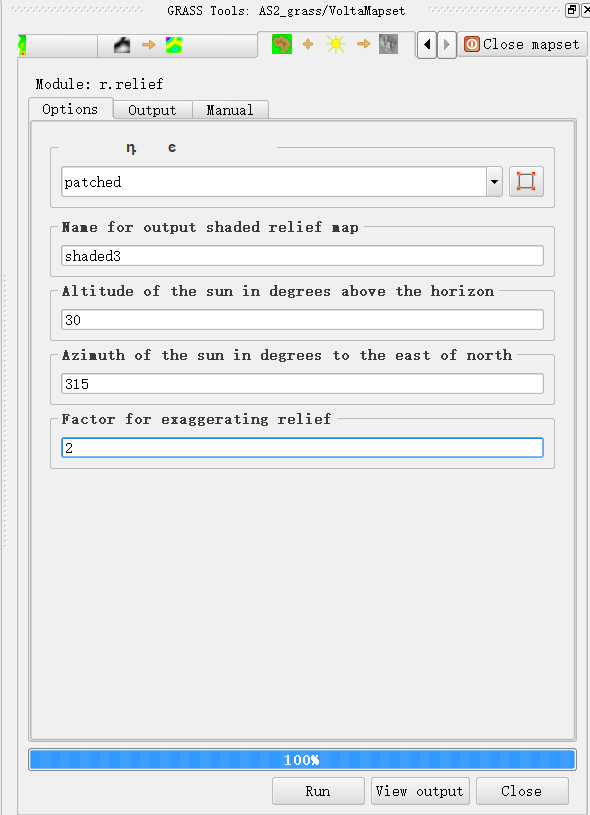 GRASS Tools: AS2_grass/VoltaMapset
Close mapset
Module: r.relief
Options Output Manual
patched
Name for output shaded relief map
shaded3
Altitude of the sun in degrees above the horizon
30
Azimuth of the sun in degrees to the east of north
315
Factor for exaggerating relief
2
100%
Run View output Close